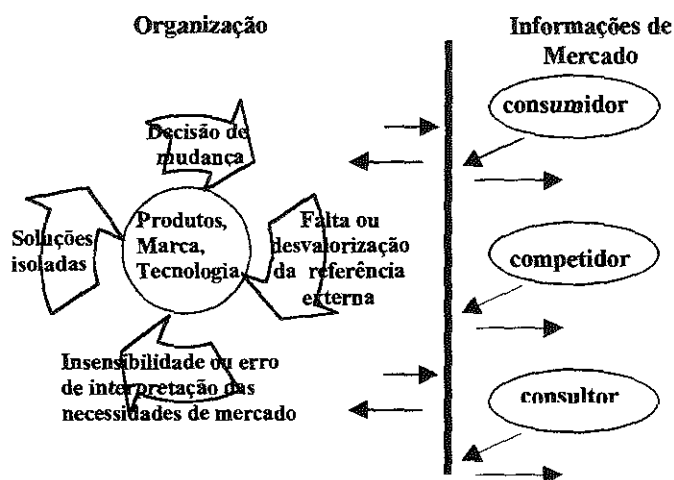 Organização
Informações de
Mercado
Decisão de
mudança
Produtos,
Marca,
Tecnologia
Soluções
isoladas
Falta ou
desvalorização
da referência
externa
Insensibilidade ou erro
de interpretação das
necessidades de mercado
consumidor
competidor
consultor